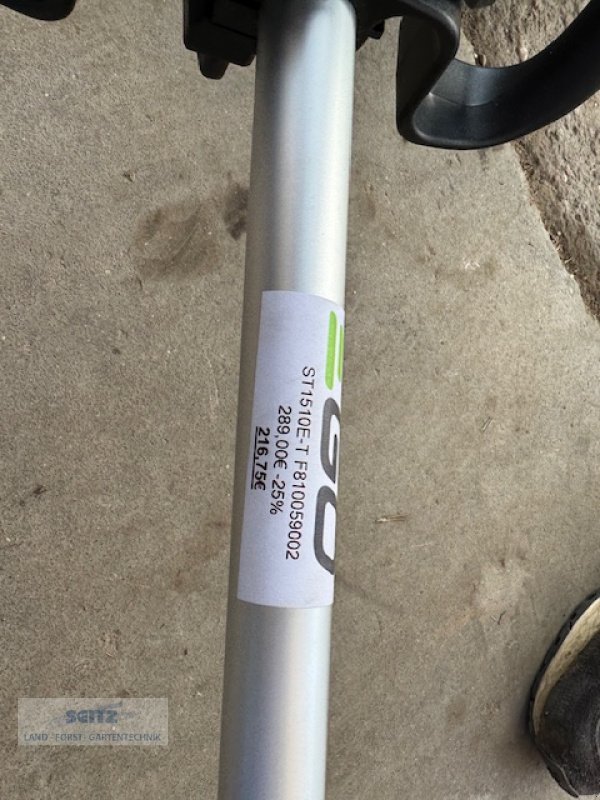 EGO
ST1510E-T F810059002
289,00€ -25%
216,75€
SEITZ
LAND - FORST - GARTENTECHNIK